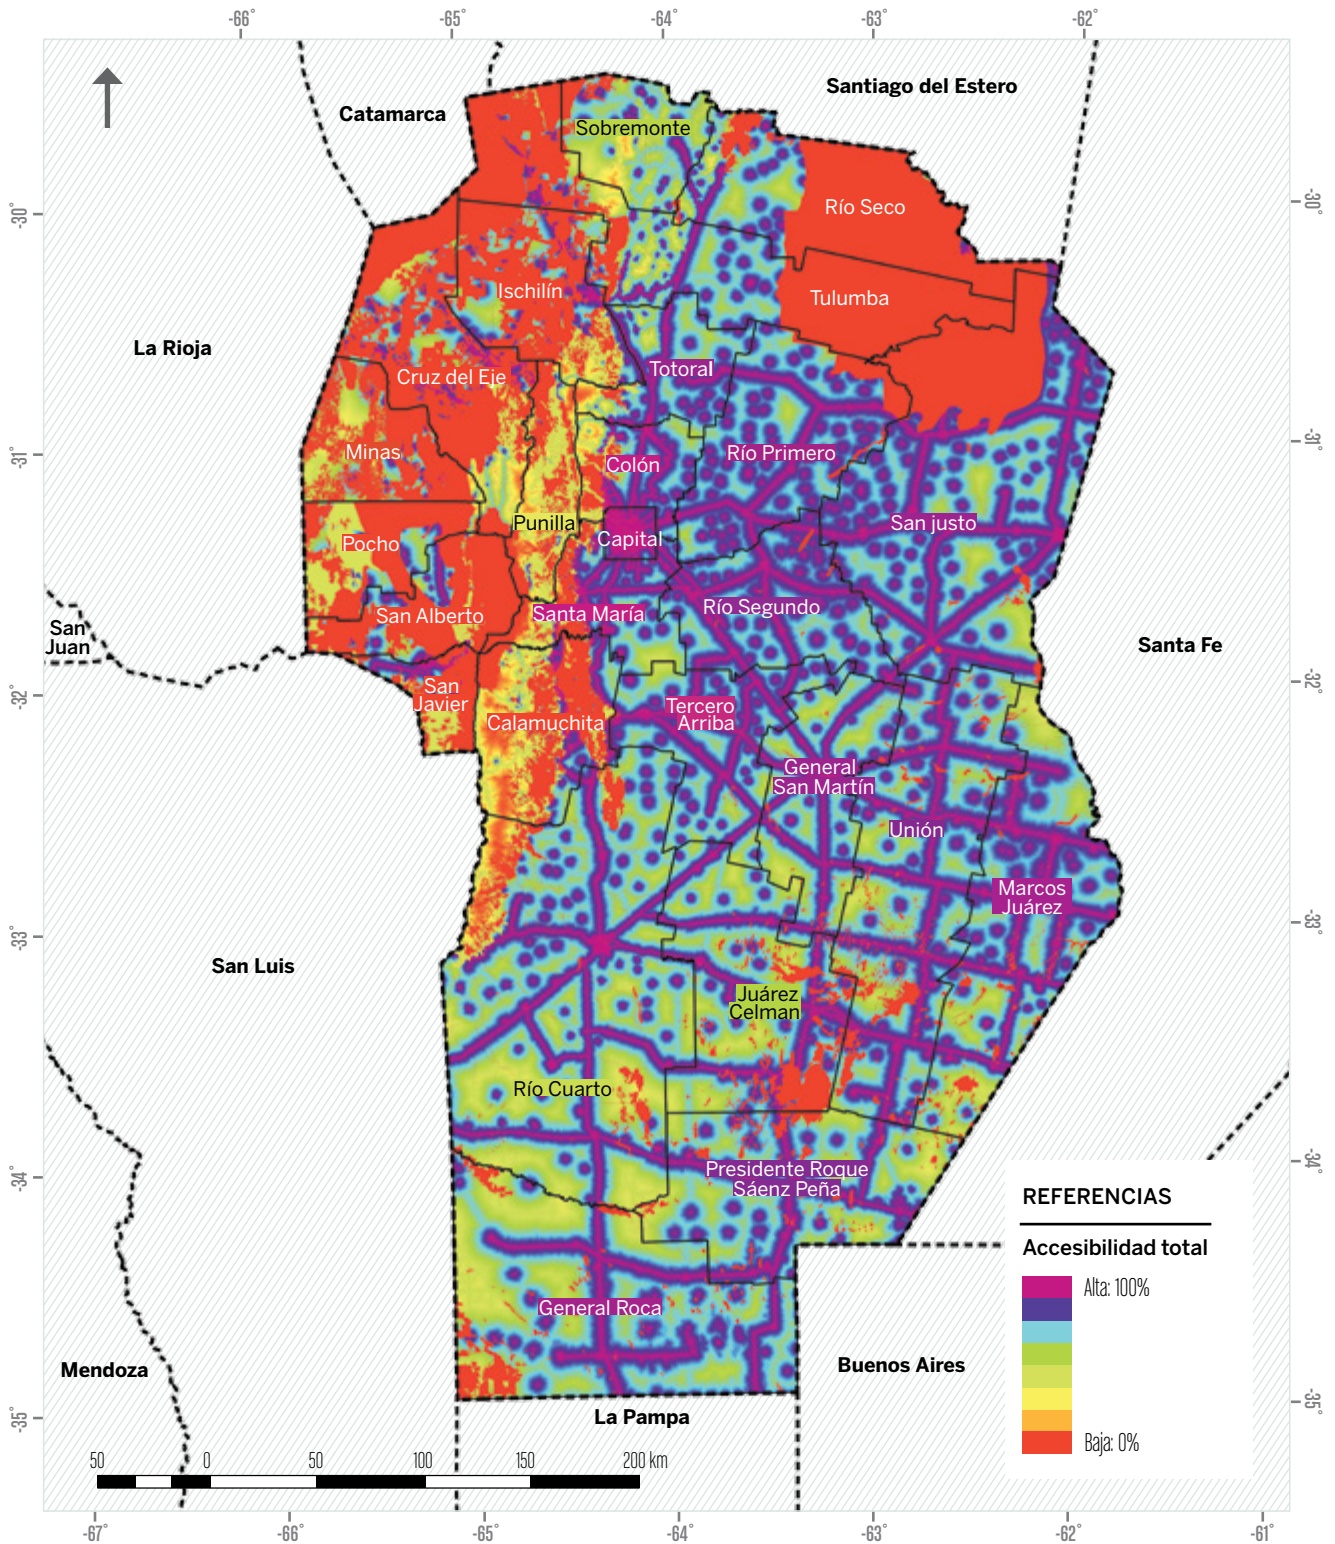 -66°
-65°
-64°
-63°
-62°
Santiago del Estero
Catamarca
Sobremonte
-30°
Río Seco
-30°
Ischilín
Tulumba
La Rioja
Totoral
Cruz del Eje
-31°
Minas
Río Primero
-31°
Colón
Punilla
San justo
Pocho
Capital
San Alberto
Santa María
Río Segundo
San
Juan
Santa Fe
-32°
San
Javier
Tercero
Arriba
-32°
Calamuchita
General
San Martín
Unión
Marcos
Juárez
-33°
-33°
San Luis
Juárez
Celman
Río Cuarto
-34°
Presidente Roque
Sáenz Peña
-34°
REFERENCIAS
Accesibilidad total
Alta: 100%
Baja: 0%
General Roca
Mendoza
Buenos Aires
-35°
La Pampa
-35°
50
0
50
100
150
200 km
-67°
-66°
-65°
-64°
-63°
-62°
-61°